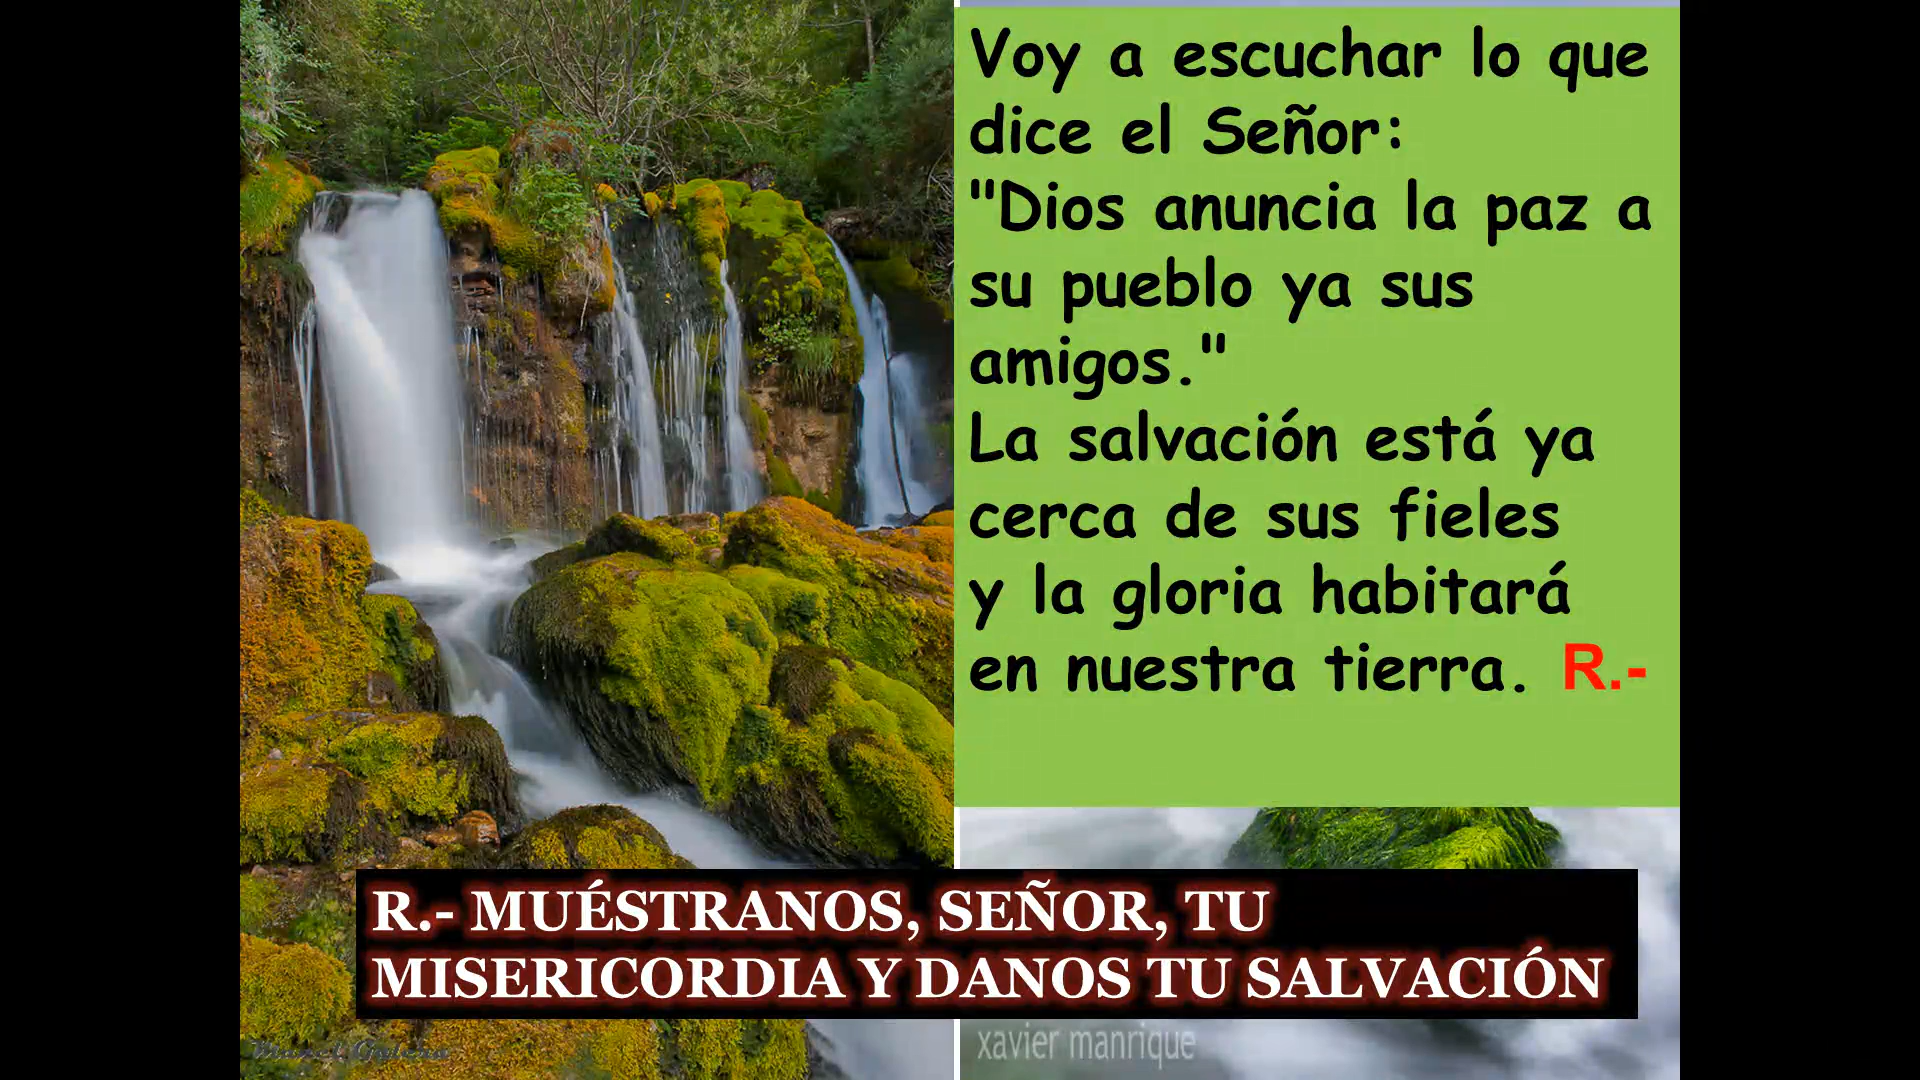 Voy a escuchar lo que
dice el Señor:
"Dios anuncia la paz a
su pueblo ya sus
amigos."
La salvación está ya
cerca de sus fieles
y la gloria habitará
en nuestra tierra. R.-
R.- MUÉSTRANOS, SEÑOR, TU
MISERICORDIA Y DANOS TU SALVACIÓN
xavier manrique
Manel Galera